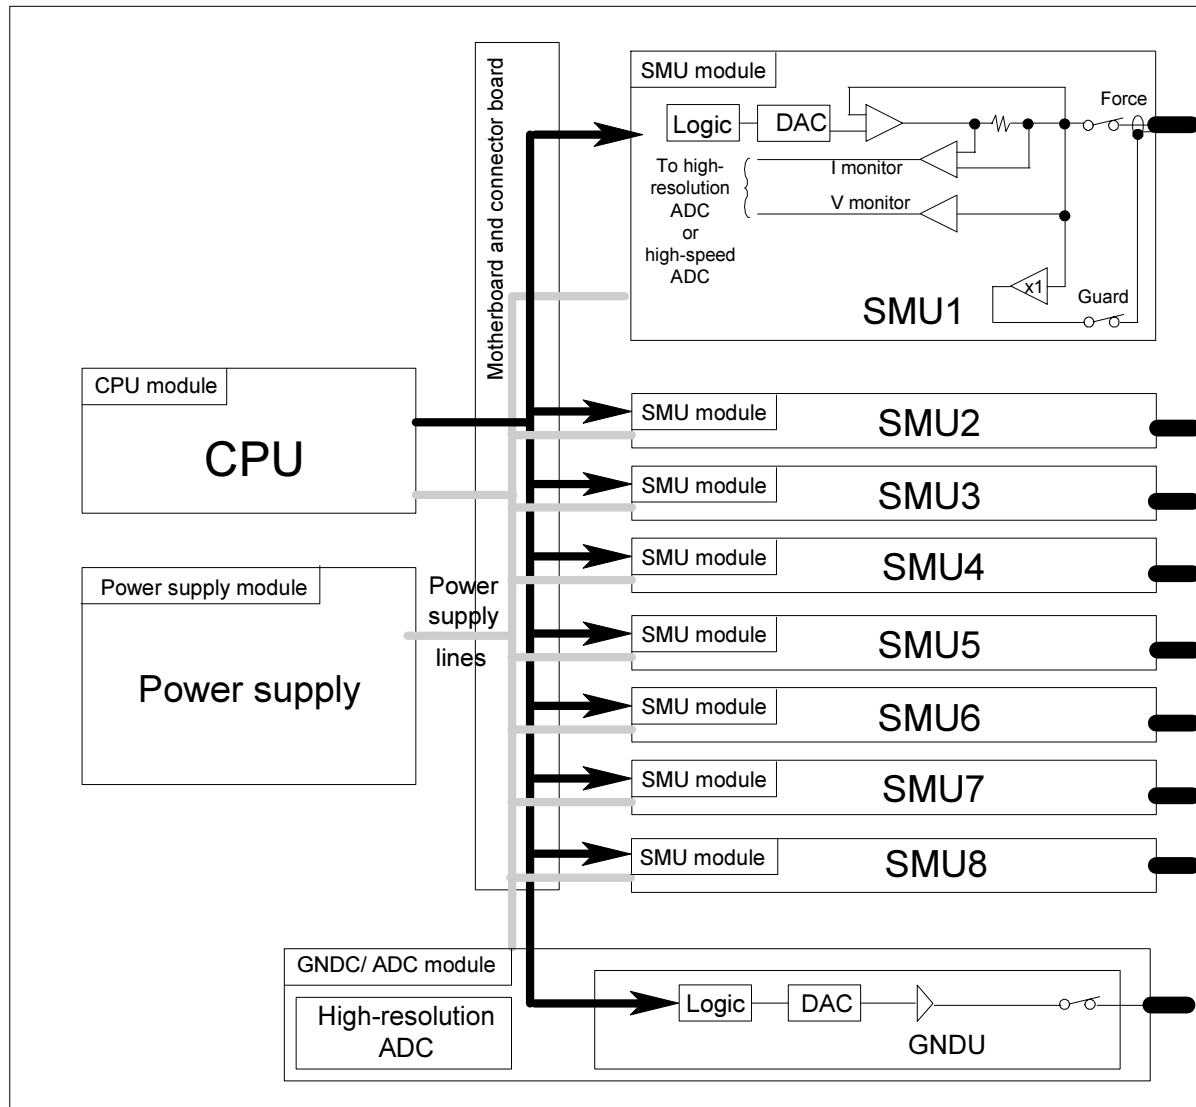 Motherboard and connector board
SMU module
Logic
DAC
Force
To high-
resolution
ADC
or
high-speed
ADC
I monitor
V monitor
x1
Guard
SMU1
CPU module
CPU
SMU module
SMU2
SMU module
SMU3
SMU module
SMU4
Power supply module
Power supply
Power
supply
lines
SMU module
SMU5
SMU module
SMU6
SMU module
SMU7
SMU module
SMU8
GNDC/ ADC module
High-resolution
ADC
Logic
DAC
GNDU